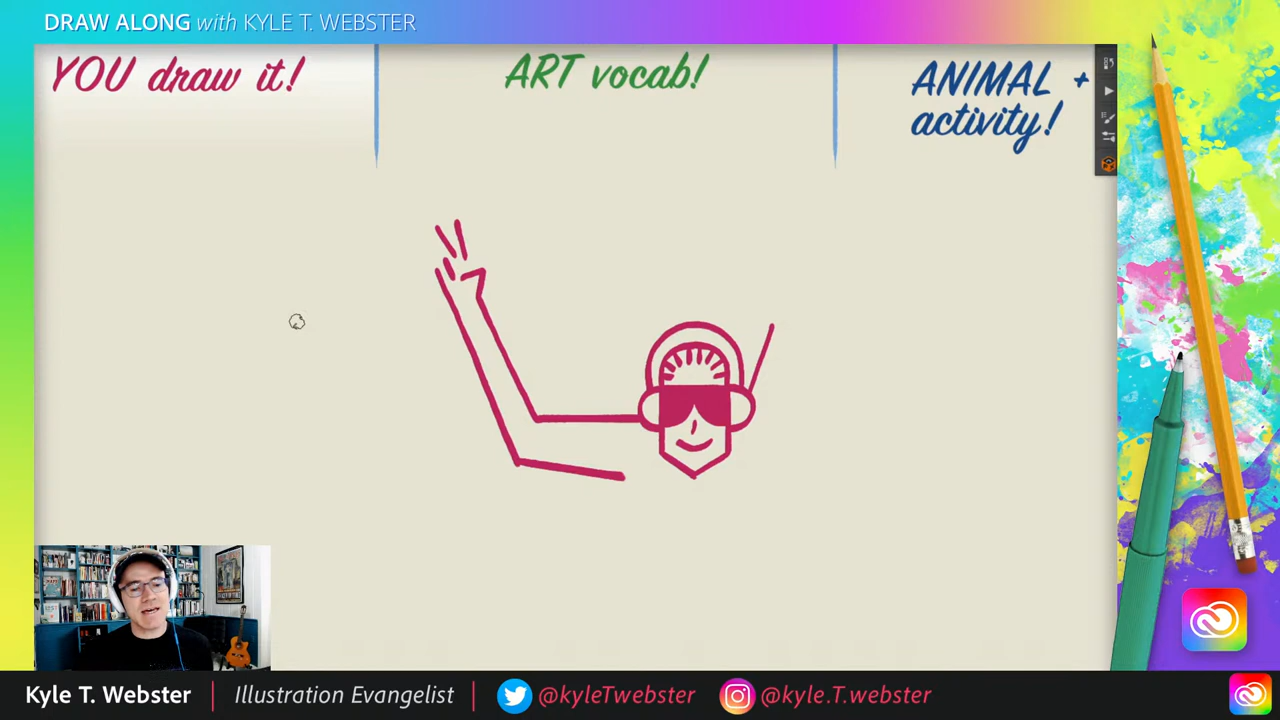 DRAW ALONG with KYLE T. WEBSTER
YOU draw it!
ART vocab!
ANIMAL +
activity!
Kyle T. Webster | Illustration Evangelist @kyleTwebster @kyle.T.webster